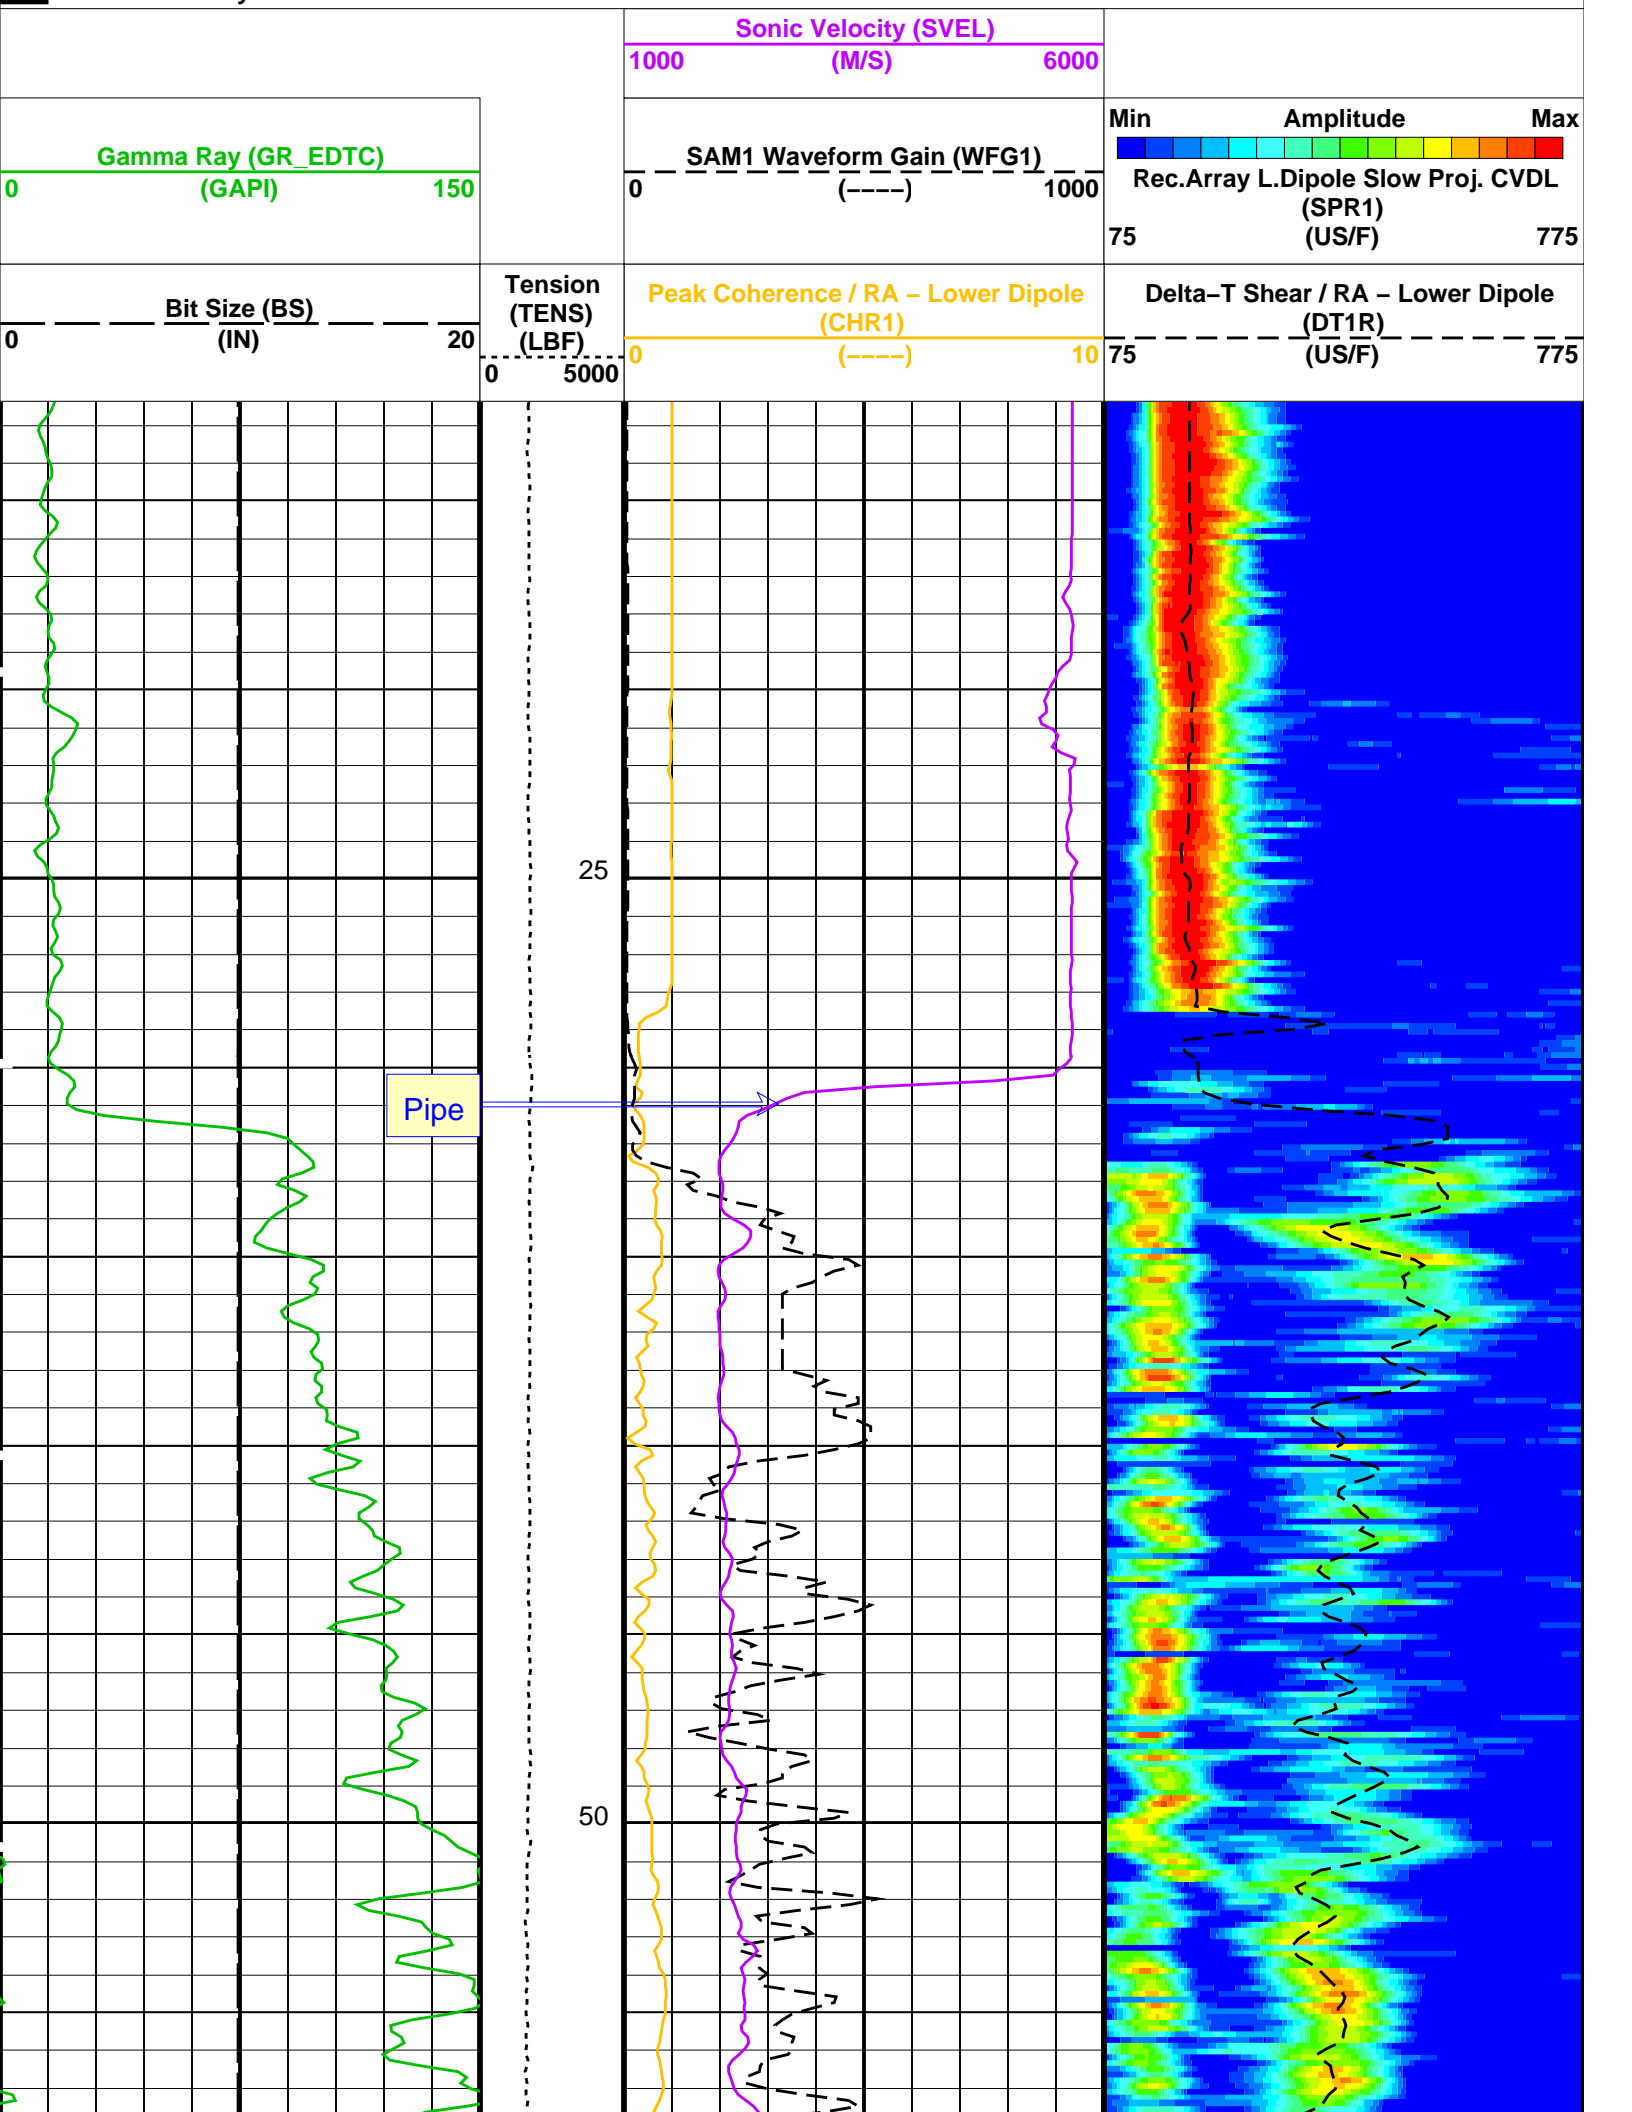 Sonic Velocity (SVEL)
1000 (M/S) 6000
Gamma Ray (GR_EDTC)
0 (GAPI) 150
SAM1 Waveform Gain (WFG1)
0 (––––) 1000
Min Amplitude Max
Rec.Array L.Dipole Slow Proj. CVDL
(SPR1)
75 (US/F) 775
Bit Size (BS)
0 (IN) 20
Tension
(TENS)
(LBF)
0 5000
Peak Coherence / RA – Lower Dipole
(CHR1)
0 (––––) 10
Delta–T Shear / RA – Lower Dipole
(DT1R)
75 (US/F) 775
25
Pipe
50